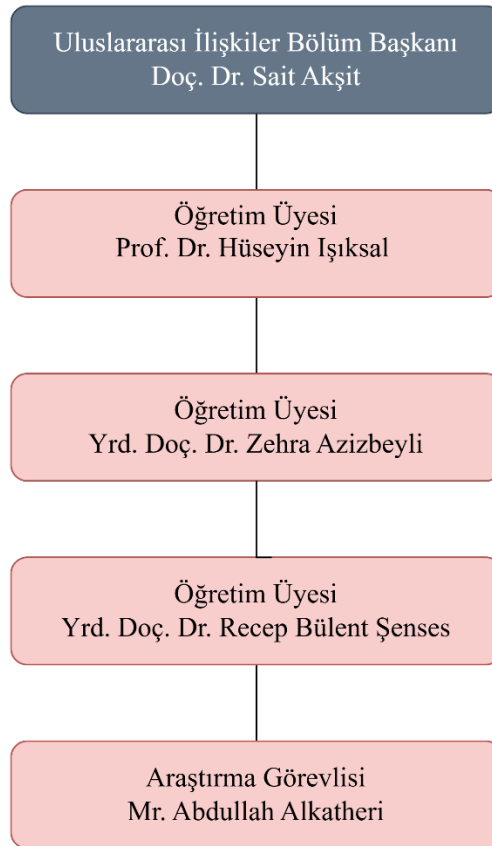 Uluslararası İlişkiler Bölüm Başkanı
Doç. Dr. Sait Akşit
Öğretim Üyesi
Prof. Dr. Hüseyin Işıksal
Öğretim Üyesi
Yrd. Doç. Dr. Zehra Azizbeyli
Öğretim Üyesi
Yrd. Doç. Dr. Recep Bülent Şenses
Araştırma Görevlisi
Mr. Abdullah Alkatheri